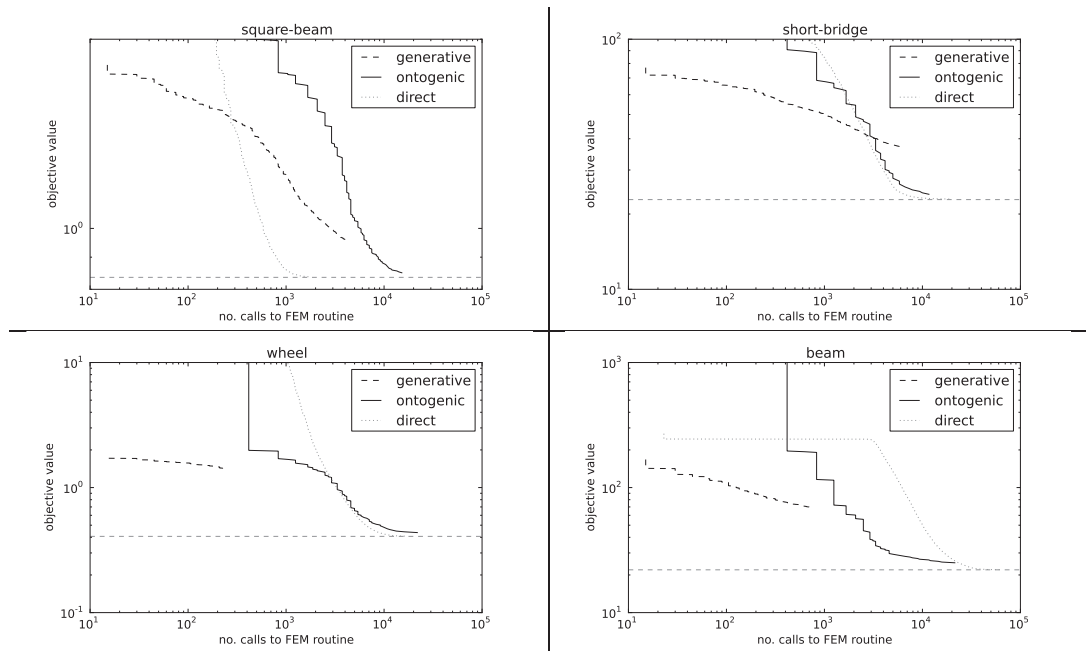 square-beam
generative
ontogenic
direct
objective value
10^0
10^1 10^2 10^3 10^4 10^5
no. calls to FEM routine
short-bridge
generative
ontogenic
direct
objective value
10^2
10^1
10^1 10^2 10^3 10^4 10^5
no. calls to FEM routine
wheel
generative
ontogenic
direct
objective value
10^1
10^0
10^-1
10^1 10^2 10^3 10^4 10^5
no. calls to FEM routine
beam
generative
ontogenic
direct
objective value
10^3
10^2
10^1
10^1 10^2 10^3 10^4 10^5
no. calls to FEM routine